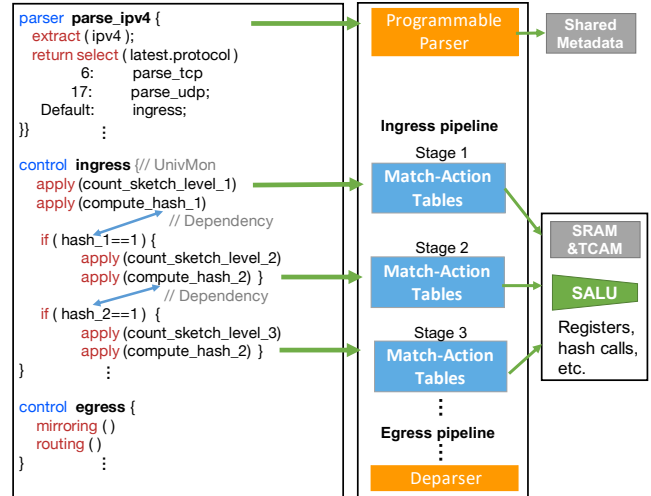 parser parse_ipv4 {
extract ( ipv4 );
return select ( latest.protocol )
6: parse_tcp
17: parse_udp;
Default: ingress;
}}
⋮
control ingress {// UnivMon
apply (count_sketch_level_1)
apply (compute_hash_1)
// Dependency
if ( hash_1==1 ) {
apply (count_sketch_level_2)
apply (compute_hash_2) }
// Dependency
if ( hash_2==1 ) {
apply (count_sketch_level_3)
apply (compute_hash_2) }
}
⋮
control egress {
mirroring ( )
routing ( )
}
⋮
Programmable
Parser
Ingress pipeline
Stage 1
Match-Action
Tables
Stage 2
Match-Action
Tables
Stage 3
Match-Action
Tables
⋮
Egress pipeline
⋮
Deparser
Shared
Metadata
SRAM
&TCAM
SALU
Registers,
hash calls,
etc.